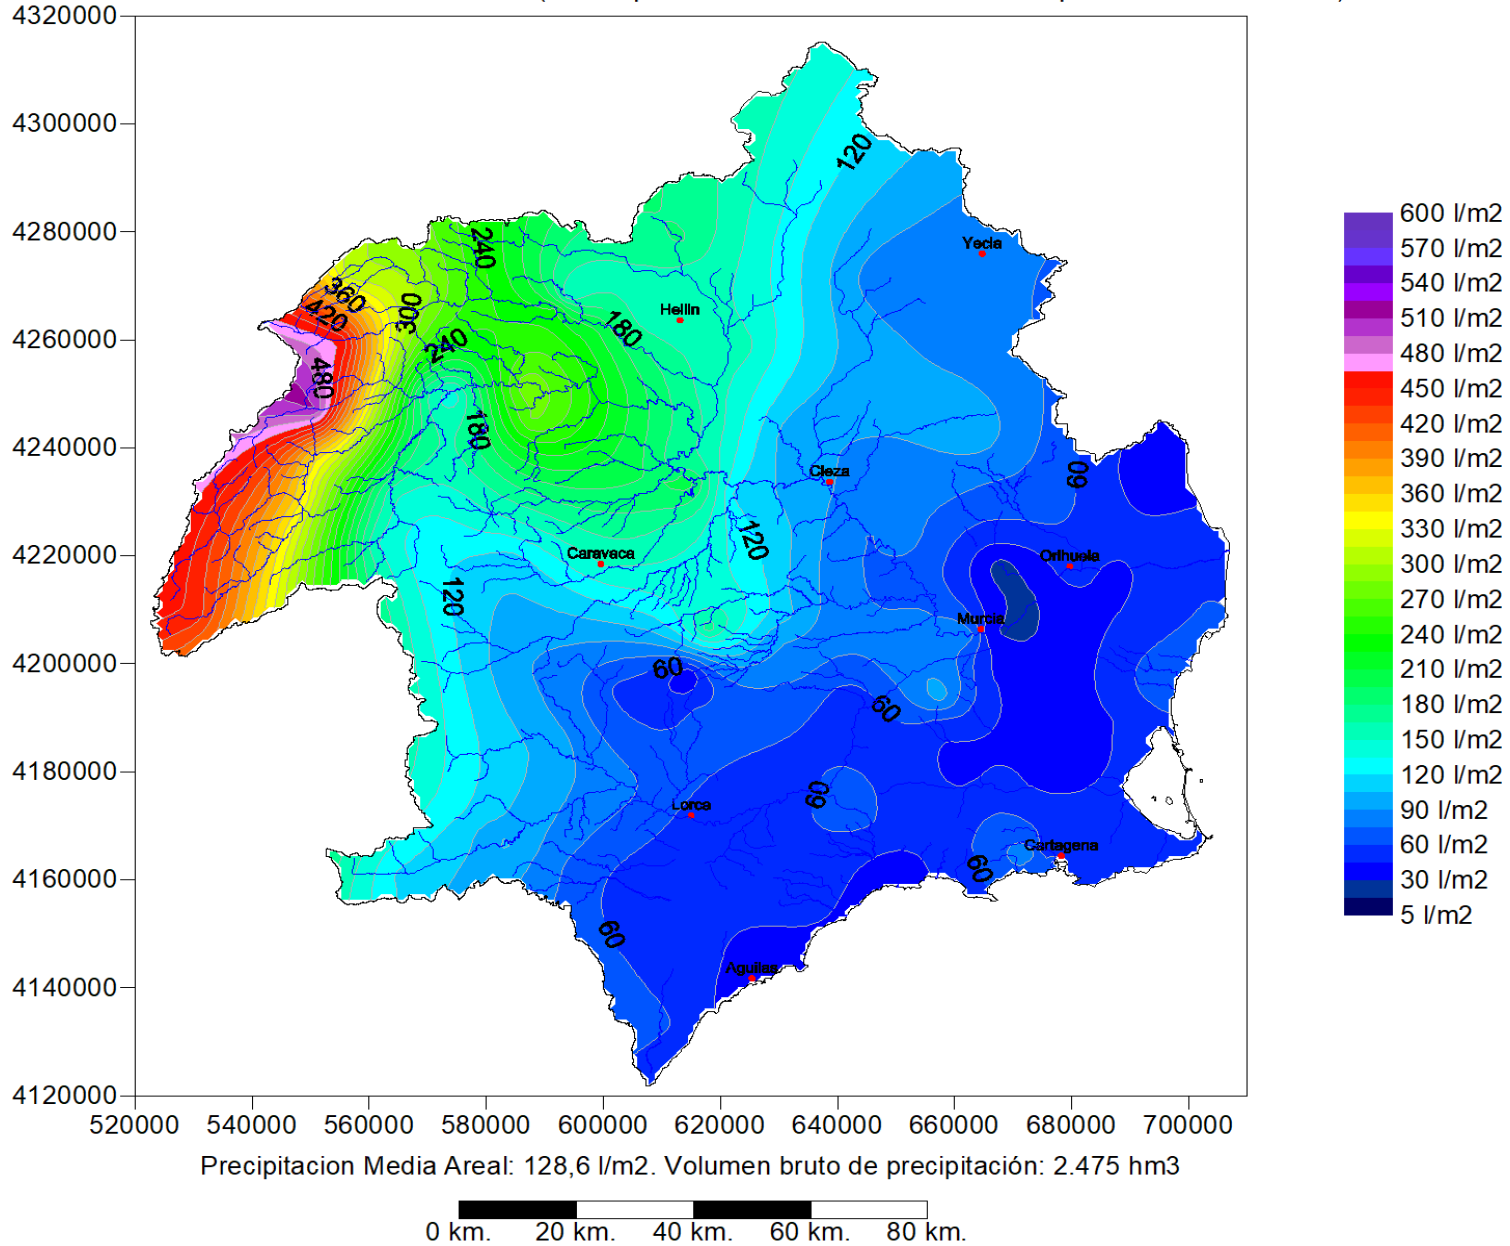 4320000
4300000
4280000
4260000
4240000
4220000
4200000
4180000
4160000
4140000
4120000
520000 540000 560000 580000 600000 620000 640000 660000 680000 700000
120
240
Yecla
360
300
420
Hellin
180
240
480
180
60
Cieza
120
Caravaca
Orihuela
120
Murcia
60
60
60
Lorca
Cartagena
60
60
Aguilas
600 l/m2
570 l/m2
540 l/m2
510 l/m2
480 l/m2
450 l/m2
420 l/m2
390 l/m2
360 l/m2
330 l/m2
300 l/m2
270 l/m2
240 l/m2
210 l/m2
180 l/m2
150 l/m2
120 l/m2
90 l/m2
60 l/m2
30 l/m2
5 l/m2
Precipitacion Media Areal: 128,6 l/m2. Volumen bruto de precipitación: 2.475 hm3
0 km. 20 km. 40 km. 60 km. 80 km.